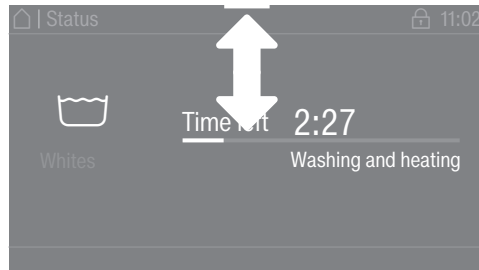 | Status 11:02
Time left 2:27
Whites
Washing and heating